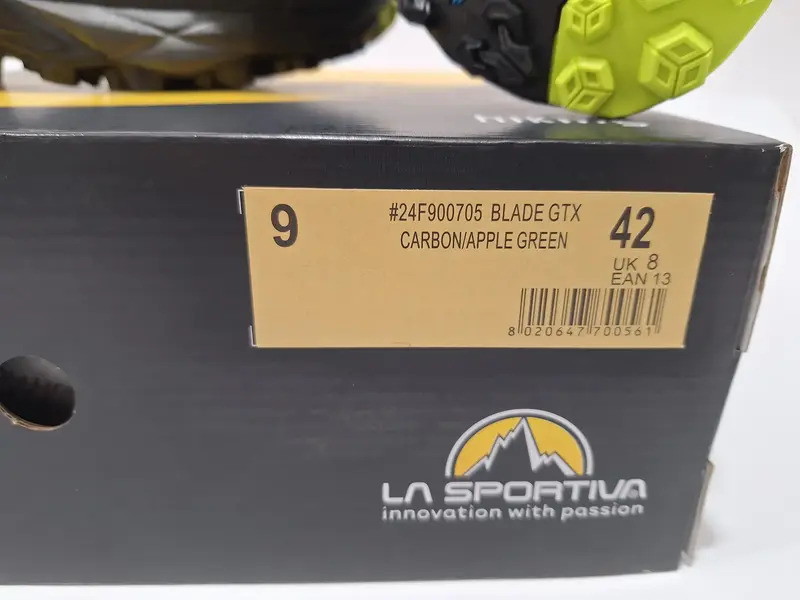 hiking
9
#24F900705 BLADE GTX
CARBON/APPLE GREEN
42
UK 8
EAN 13
8 020647 700561
LA SPORTIVA
innovation with passion